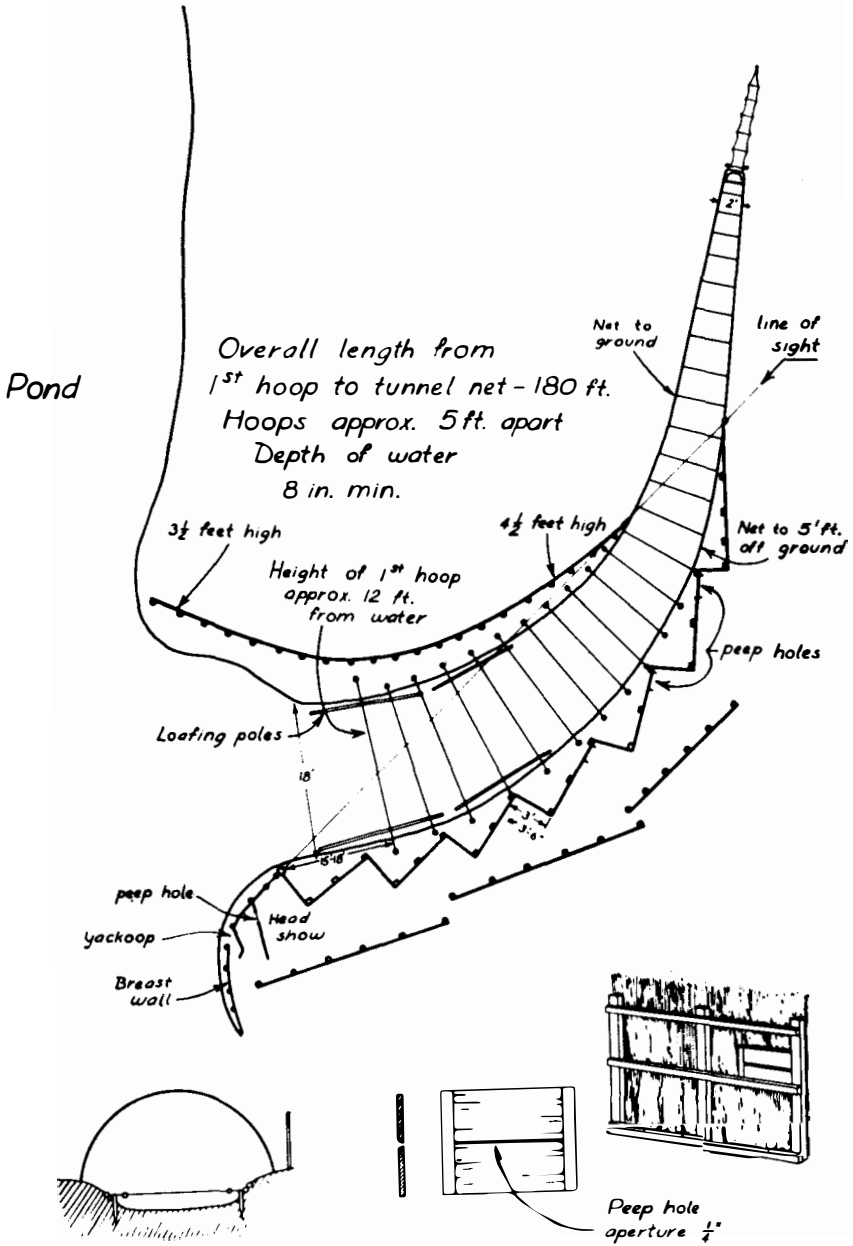 2'
Net to
ground
line of
sight
Overall length from
1st hoop to tunnel net - 180 ft.
Hoops approx. 5 ft. apart
Depth of water
8 in. min.
Pond
3½ feet high
4½ feet high
Net to 5' ft.
off ground
Height of 1st hoop
approx. 12 ft.
from water
peep holes
Loafing poles
18'
3'
3'-6"
15'-18'
peep hole
Head
show
yackoop
Breast
wall
Peep hole
aperture ¼"